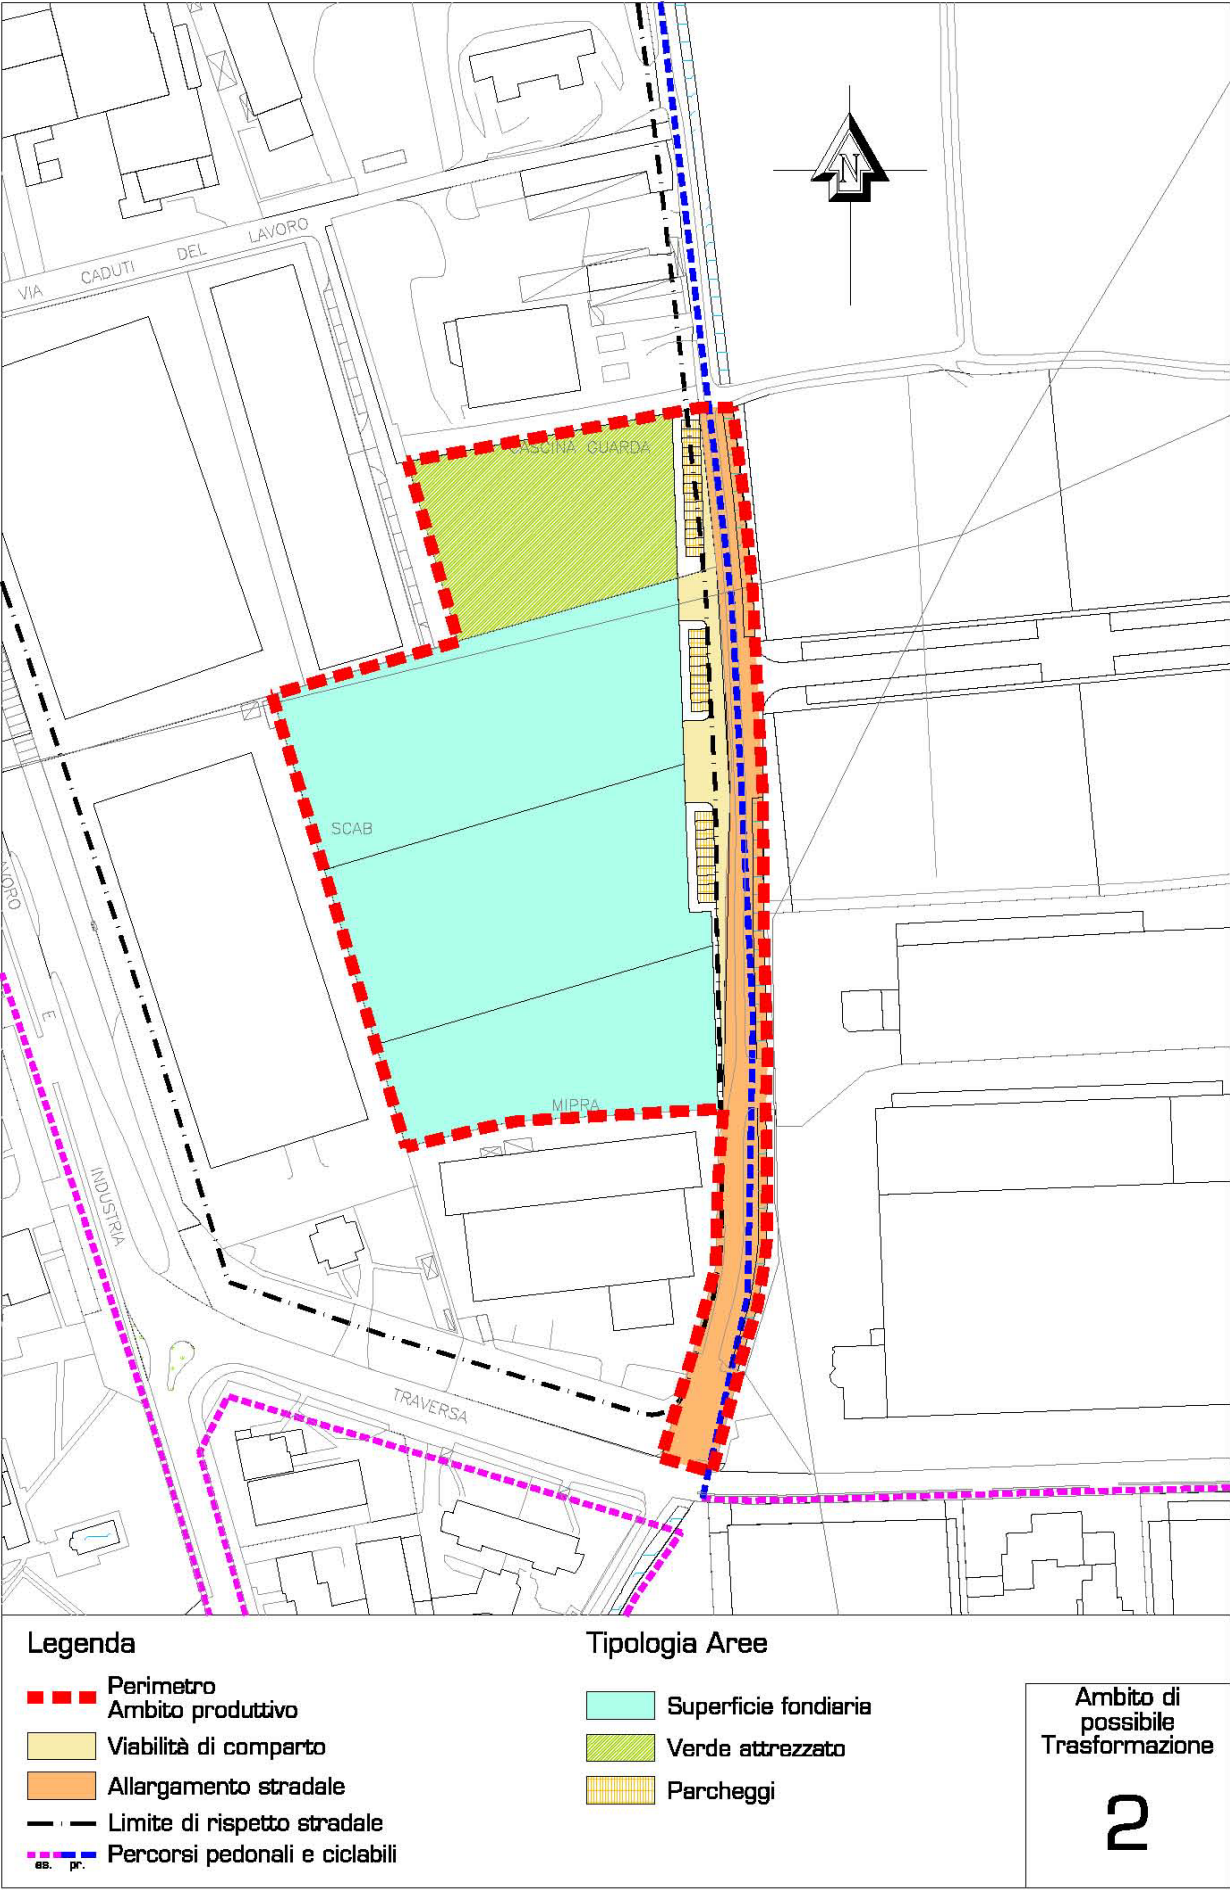 N
VIA CADUTI DEL LAVORO
CASCINA GUARDA
SCAB
E
INDUSTRIA
MIPRA
TRAVERSA
Legenda
Perimetro
Ambito produttivo
Viabilità di comparto
Allargamento stradale
Limite di rispetto stradale
Percorsi pedonali e ciclabili
es. pr.
Tipologia Aree
Superficie fondiaria
Verde attrezzato
Parcheggi
Ambito di
possibile
Trasformazione
2